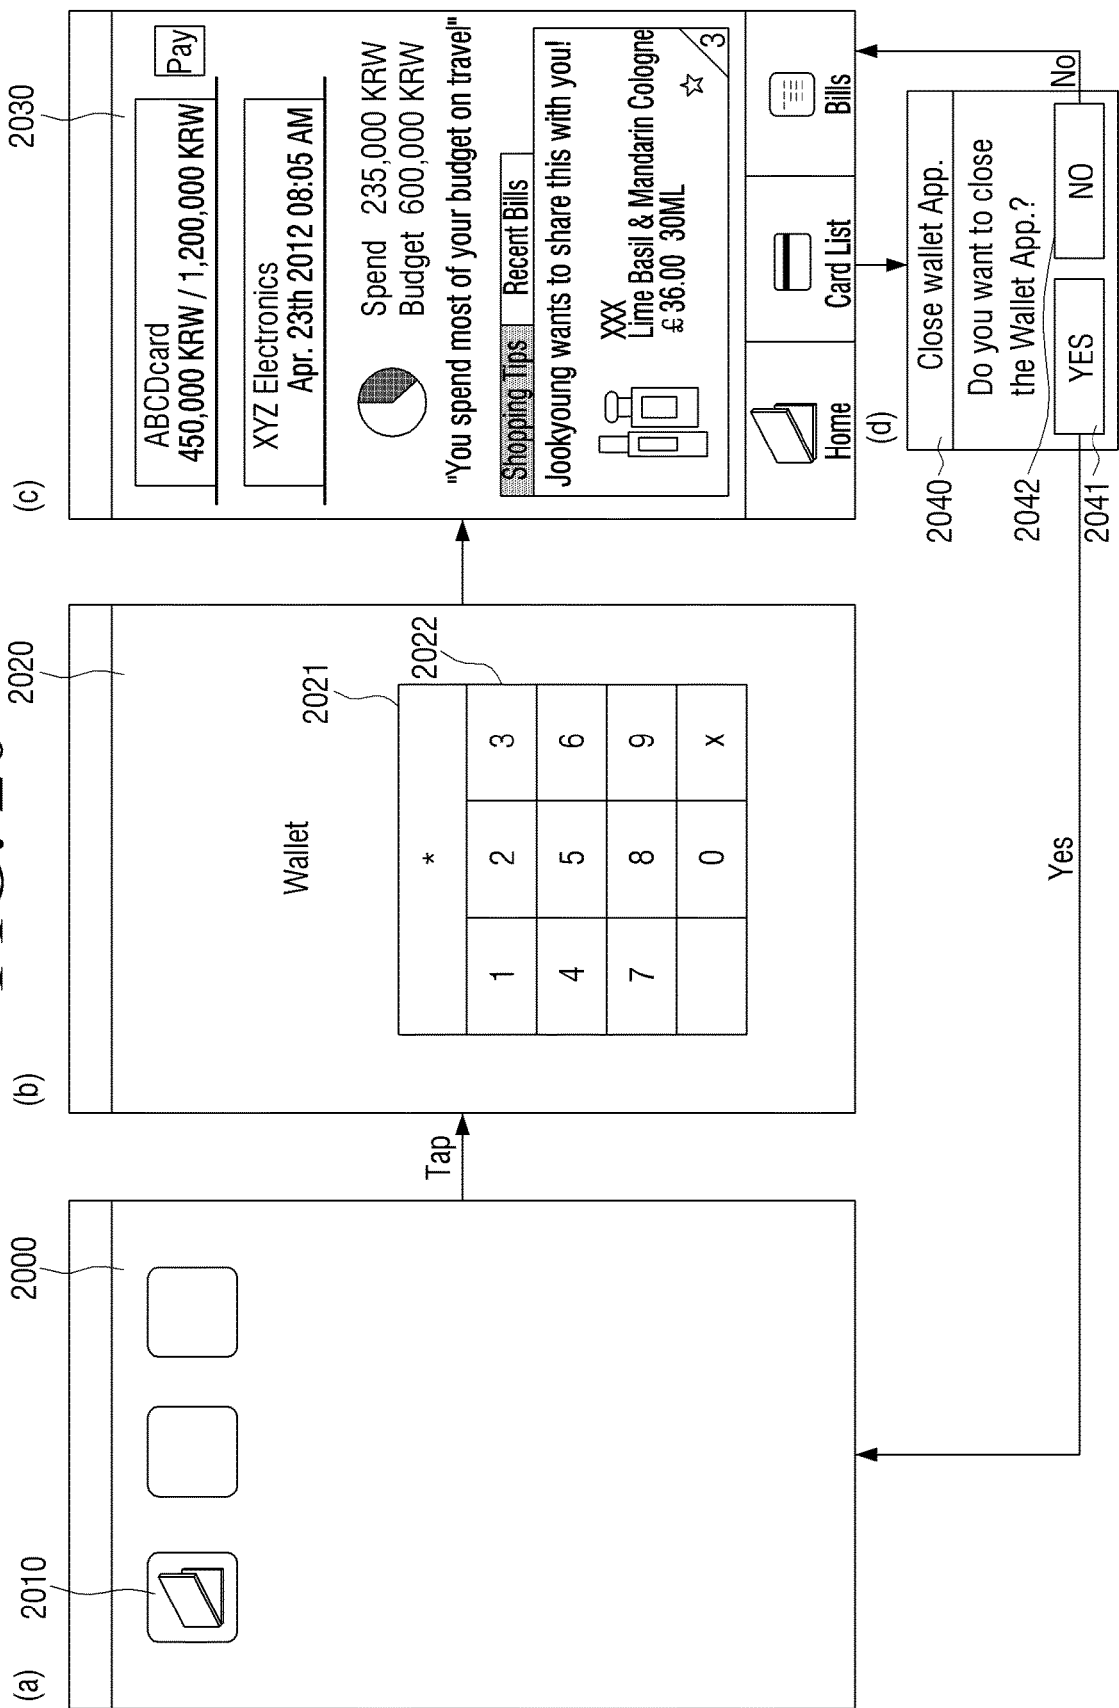 (a)
2010
2000
Tap
(b)
2020
Wallet
2021
2022
*
1 2 3
4 5 6
7 8 9
0 X
(c)
2030
ABCDcard
450,000 KRW / 1,200,000 KRW
Pay
XYZ Electronics
Apr. 23th 2012 08:05 AM
Spend 235,000 KRW
Budget 600,000 KRW
"You spend most of your budget on travel"
Shopping Tips
Recent Bills
Jookyoung wants to share this with you!
XXX
Lime Basil & Mandarin Cologne
£ 36.00 30ML
3
Home
Card List
Bills
(d)
2040
Close wallet App.
Do you want to close
the Wallet App.?
2042
2041
YES
NO
No
Yes